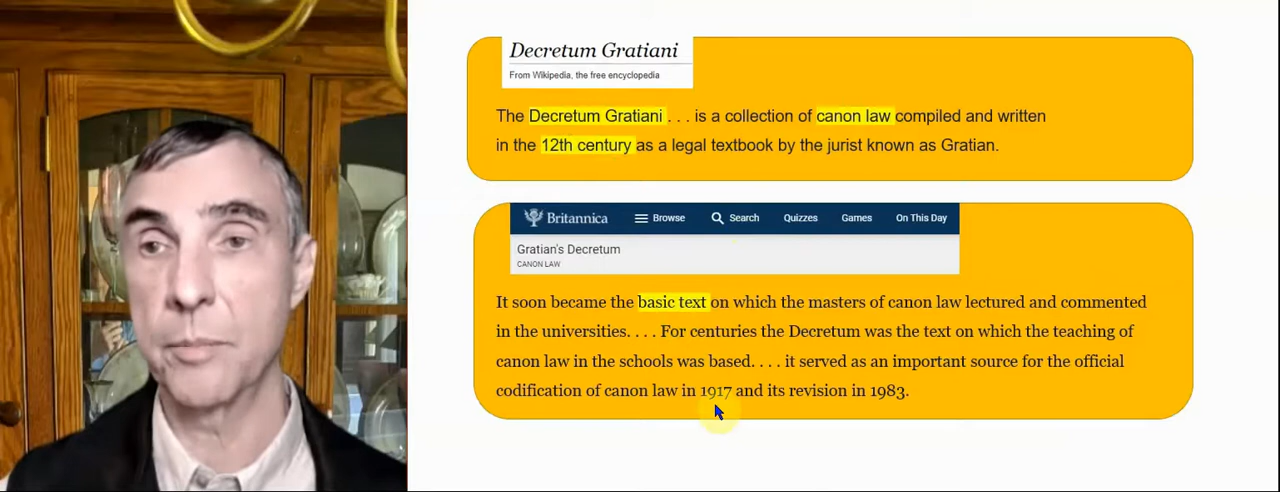 Decretum Gratiani
From Wikipedia, the free encyclopedia
The Decretum Gratiani . . . is a collection of canon law compiled and written
in the 12th century as a legal textbook by the jurist known as Gratian.
Britannica Browse Search Quizzes Games On This Day
Gratian's Decretum
CANON LAW
It soon became the basic text on which the masters of canon law lectured and commented
in the universities. . . . For centuries the Decretum was the text on which the teaching of
canon law in the schools was based. . . . it served as an important source for the official
codification of canon law in 1917 and its revision in 1983.